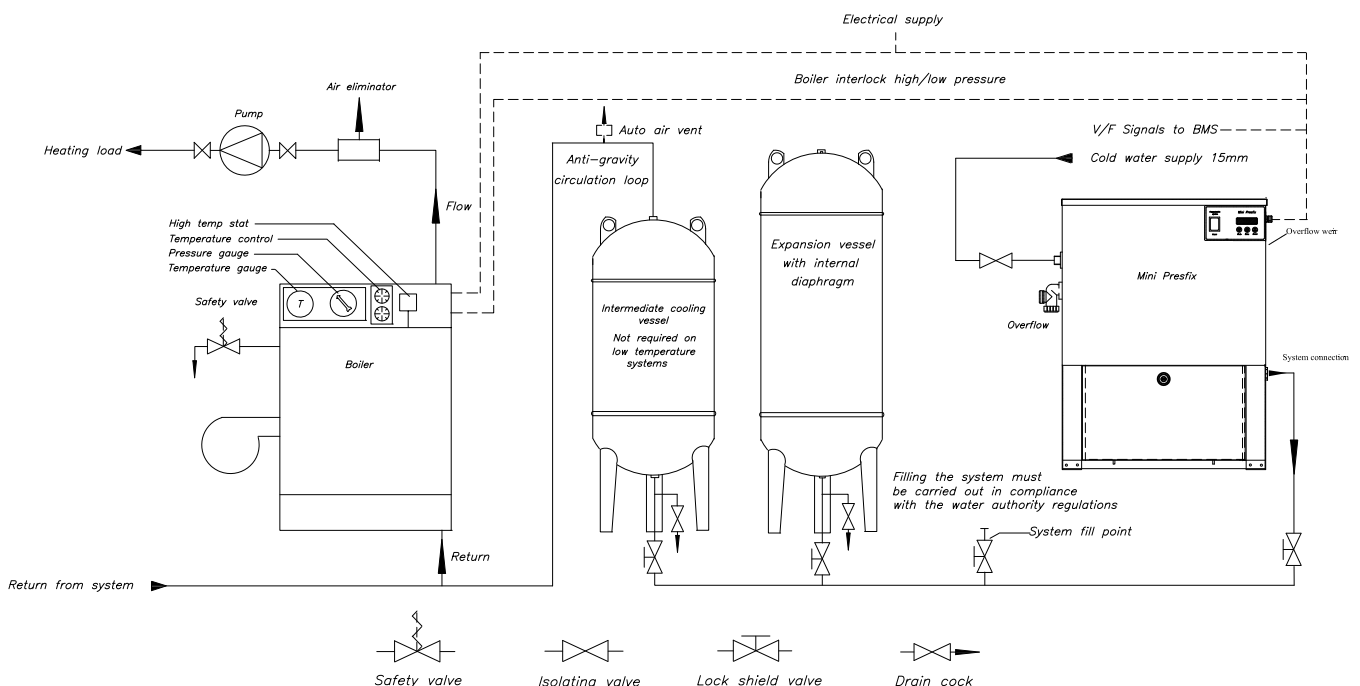 Electrical supply
Boiler interlock high/low pressure
Air eliminator
Pump
Auto air vent
V/F Signals to BMS
Heating load
Cold water supply 15mm
Anti-gravity
circulation loop
Flow
High temp stat
Temperature control
Pressure gauge
Temperature gauge
Mini Presfix
Overflow weir
Expansion vessel
with internal
diaphragm
Mini Presfix
Safety valve
T
Intermediate cooling
vessel
Not required on
low temperature
systems
Overflow
Boiler
System connection
Filling the system must
be carried out in compliance
with the water authority regulations
System fill point
Return
Return from system
Safety valve
Isolating valve
Lock shield valve
Drain cock